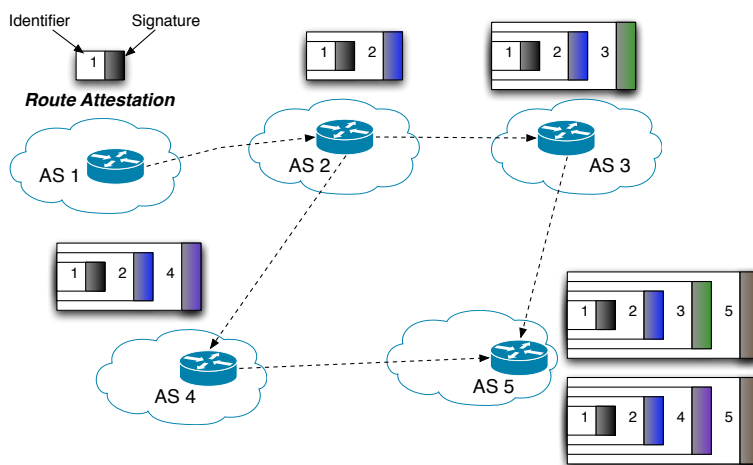 Identifier
Signature
1
Route Attestation
1 2
1 2 3
AS 1
AS 2
AS 3
1 2 4
1 2 3 5
AS 4
AS 5
1 2 4 5